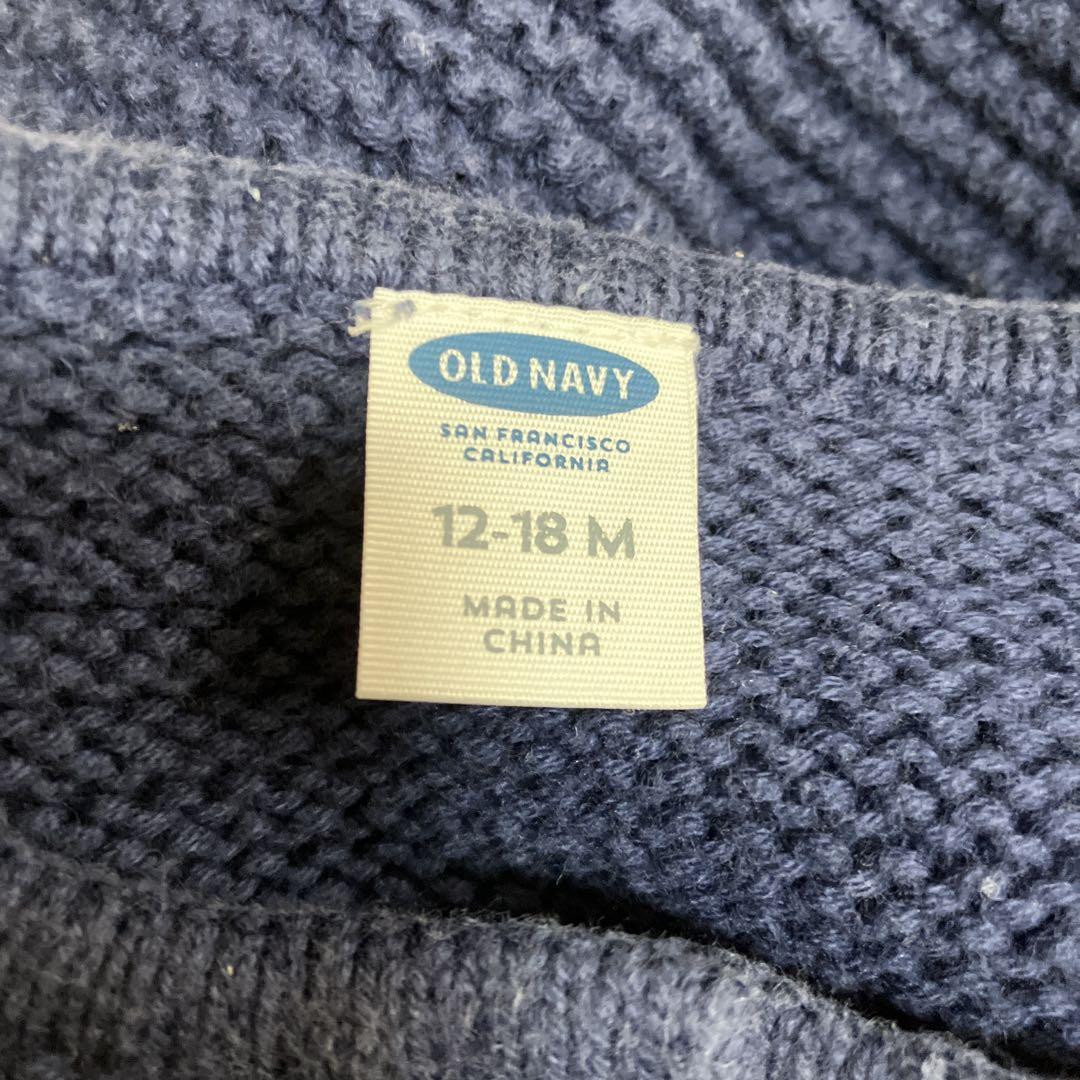 OLD NAVY
SAN FRANCISCO
CALIFORNIA
12-18 M
MADE IN
CHINA